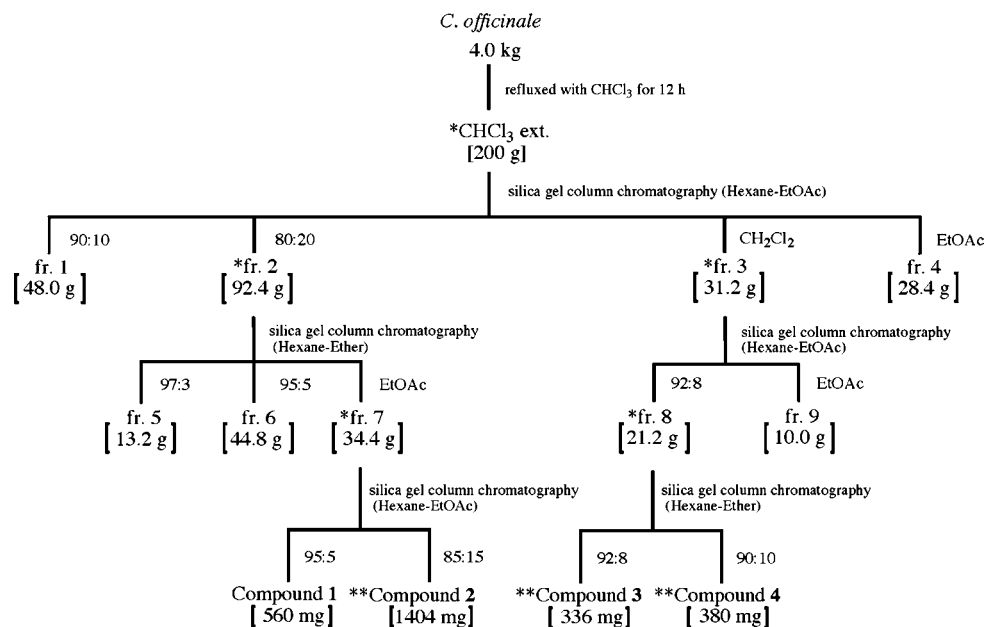 C. officinale
4.0 kg
refluxed with CHCl3 for 12 h
*CHCl3 ext.
[200 g]
silica gel column chromatography (Hexane-EtOAc)
90:10 80:20 CH2Cl2 EtOAc
fr. 1 *fr. 2 *fr. 3 fr. 4
[48.0 g] [92.4 g] [31.2 g] [28.4 g]
silica gel column chromatography
(Hexane-Ether)
silica gel column chromatography
(Hexane-EtOAc)
97:3 95:5 EtOAc 92:8 EtOAc
fr. 5 fr. 6 *fr. 7 *fr. 8 fr. 9
[13.2 g] [44.8 g] [34.4 g] [21.2 g] [10.0 g]
silica gel column chromatography
(Hexane-EtOAc)
silica gel column chromatography
(Hexane-Ether)
95:5 85:15 92:8 90:10
Compound 1 **Compound 2 **Compound 3 **Compound 4
[560 mg] [1404 mg] [336 mg] [380 mg]